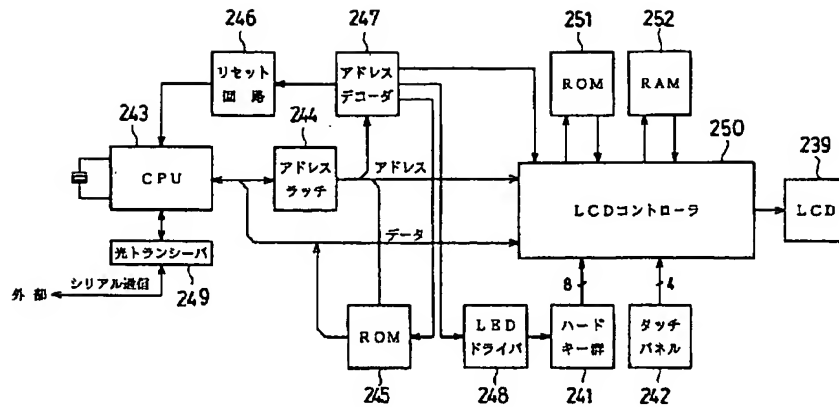 246
リセット
回路
247
アドレス
デコーダ
251
ROM
252
RAM
243
CPU
244
アドレス
ラッチ
アドレス
250
LCDコントローラ
239
LCD
データ
光トランシーバ
249
シリアル通信
外部
8
4
ROM
245
LED
ドライバ
248
ハード
キー群
241
タッチ
パネル
242